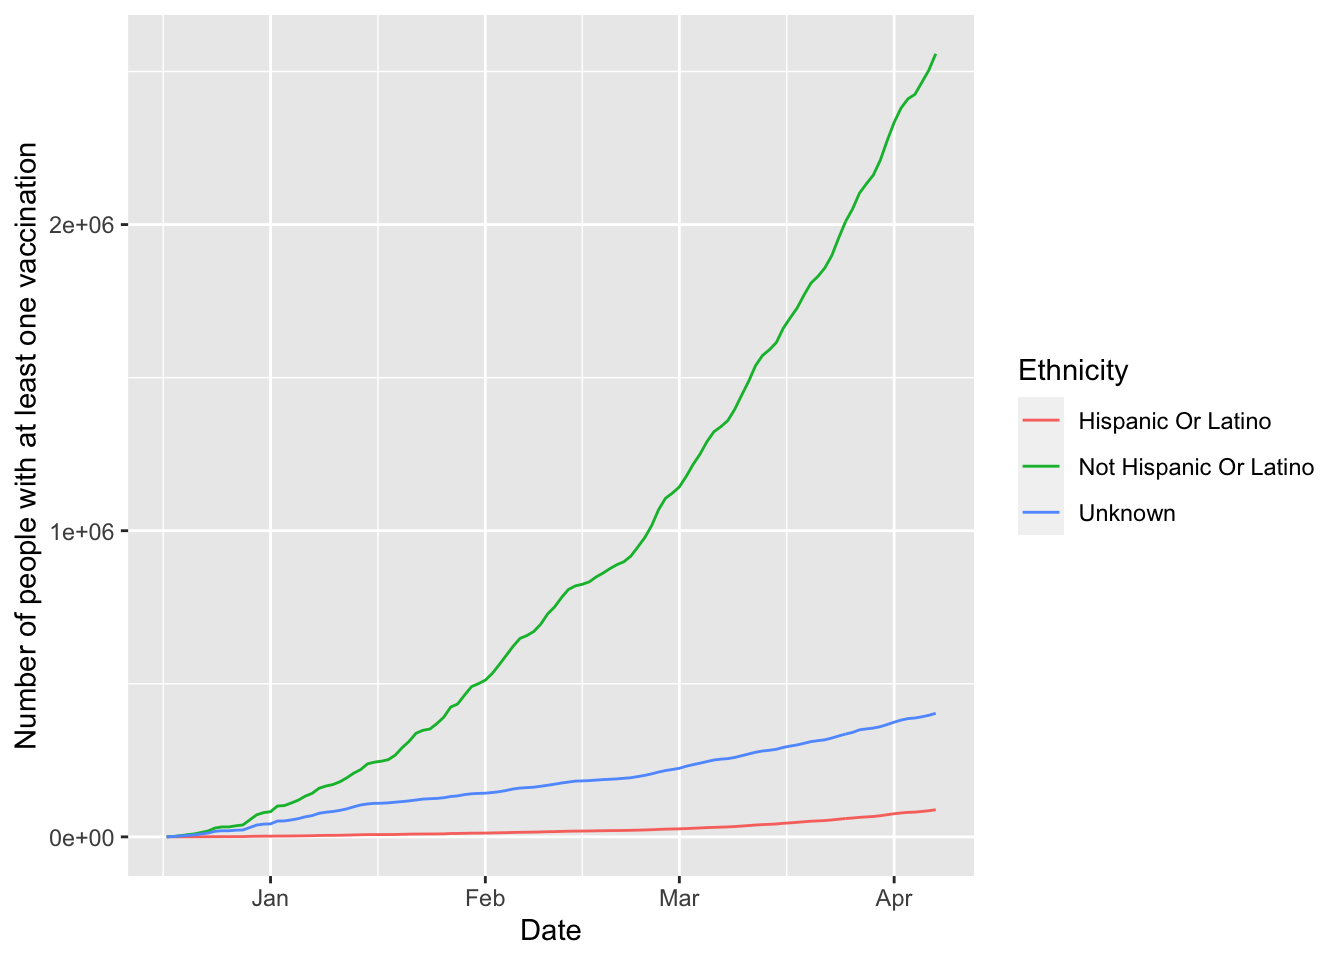 Number of people with at least one vaccination
2e+06
1e+06
0e+00
Jan Feb Mar Apr
Date
Ethnicity
Hispanic Or Latino
Not Hispanic Or Latino
Unknown